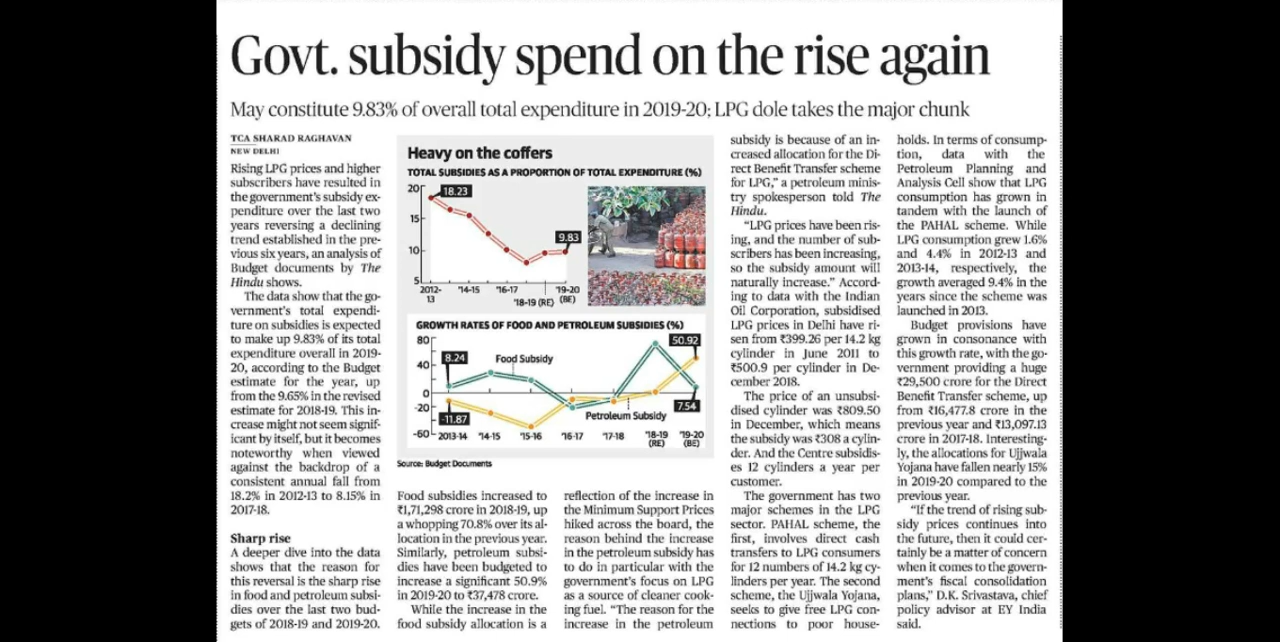 Govt. subsidy spend on the rise again
May constitute 9.83% of overall total expenditure in 2019-20; LPG dole takes the major chunk
TCA SHARAD RAGHAVAN
NEW DELHI
Rising LPG prices and higher
subscribers have resulted in
the government's subsidy ex-
penditure over the last two
years reversing a declining
trend established in the pre-
vious six years, an analysis of
Budget documents by The
Hindu shows.
The data show that the go-
vernment's total expendi-
ture on subsidies is expected
to make up 9.83% of its total
expenditure overall in 2019-
20, according to the Budget
estimate for the year, up
from the 9.65% in the revised
estimate for 2018-19. This in-
crease might not seem signif-
icant by itself, but it becomes
noteworthy when viewed
against the backdrop of a
consistent annual fall from
18.2% in 2012-13 to 8.15% in
2017-18.
Sharp rise
A deeper dive into the data
shows that the reason for
this reversal is the sharp rise
in food and petroleum subsi-
dies over the last two bud-
gets of 2018-19 and 2019-20.
Heavy on the coffers
TOTAL SUBSIDIES AS A PROPORTION OF TOTAL EXPENDITURE (%)
20
18.23
15
9.83
10
5
2012-13 '14-15 '16-17 '18-19 (RE) '19-20 (BE)
GROWTH RATES OF FOOD AND PETROLEUM SUBSIDIES (%)
80
50.92
8.24
Food Subsidy
40
0
-20
-11.87
Petroleum Subsidy
7.54
-60
2013-14 '14-15 '15-16 '16-17 '17-18 '18-19 (RE) '19-20 (BE)
Source: Budget Documents
Food subsidies increased to
₹1,71,298 crore in 2018-19, up
a whopping 70.8% over its al-
location in the previous year.
Similarly, petroleum subsi-
dies have been budgeted to
increase a significant 50.9%
in 2019-20 to ₹37,478 crore.
While the increase in the
food subsidy allocation is a
reflection of the increase in
the Minimum Support Prices
hiked across the board, the
reason behind the increase
in the petroleum subsidy has
to do in particular with the
government's focus on LPG
as a source of cleaner cook-
ing fuel. "The reason for the
increase in the petroleum
subsidy is because of an in-
creased allocation for the Di-
rect Benefit Transfer scheme
for LPG," a petroleum minis-
try spokesperson told The
Hindu.
"LPG prices have been ris-
ing, and the number of sub-
scribers has been increasing,
so the subsidy amount will
naturally increase." Accord-
ing to data with the Indian
Oil Corporation, subsidised
LPG prices in Delhi have ri-
sen from ₹399.26 per 14.2 kg
cylinder in June 2011 to
₹500.9 per cylinder in De-
cember 2018.
The price of an unsubsi-
dised cylinder was ₹809.50
in December, which means
the subsidy was ₹308 a cylin-
der. And the Centre subsidis-
es 12 cylinders a year per
customer.
The government has two
major schemes in the LPG
sector. PAHAL scheme, the
first, involves direct cash
transfers to LPG consumers
for 12 numbers of 14.2 kg cy-
linders per year. The second
scheme, the Ujjwala Yojana,
seeks to give free LPG con-
nections to poor house-
holds. In terms of consump-
tion, data with the
Petroleum Planning and
Analysis Cell show that LPG
consumption has grown in
tandem with the launch of
the PAHAL scheme. While
LPG consumption grew 1.6%
and 4.4% in 2012-13 and
2013-14, respectively, the
growth averaged 9.4% in the
years since the scheme was
launched in 2013.
Budget provisions have
grown in consonance with
this growth rate, with the go-
vernment providing a huge
₹29,500 crore for the Direct
Benefit Transfer scheme, up
from ₹16,477.8 crore in the
previous year and ₹13,097.13
crore in 2017-18. Interesting-
ly, the allocations for Ujjwala
Yojana have fallen nearly 15%
in 2019-20 compared to the
previous year.
"If the trend of rising sub-
sidy prices continues into
the future, then it could cer-
tainly be a matter of concern
when it comes to the govern-
ment's fiscal consolidation
plans," D.K. Srivastava, chief
policy advisor at EY India
said.